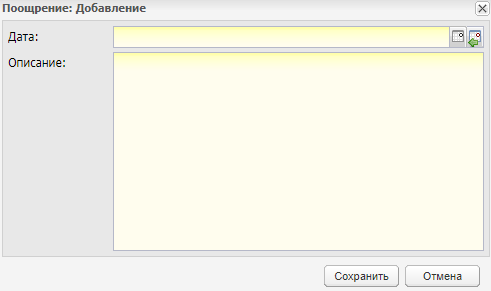 Поощрение: Добавление
Дата:
Описание:
Сохранить Отмена